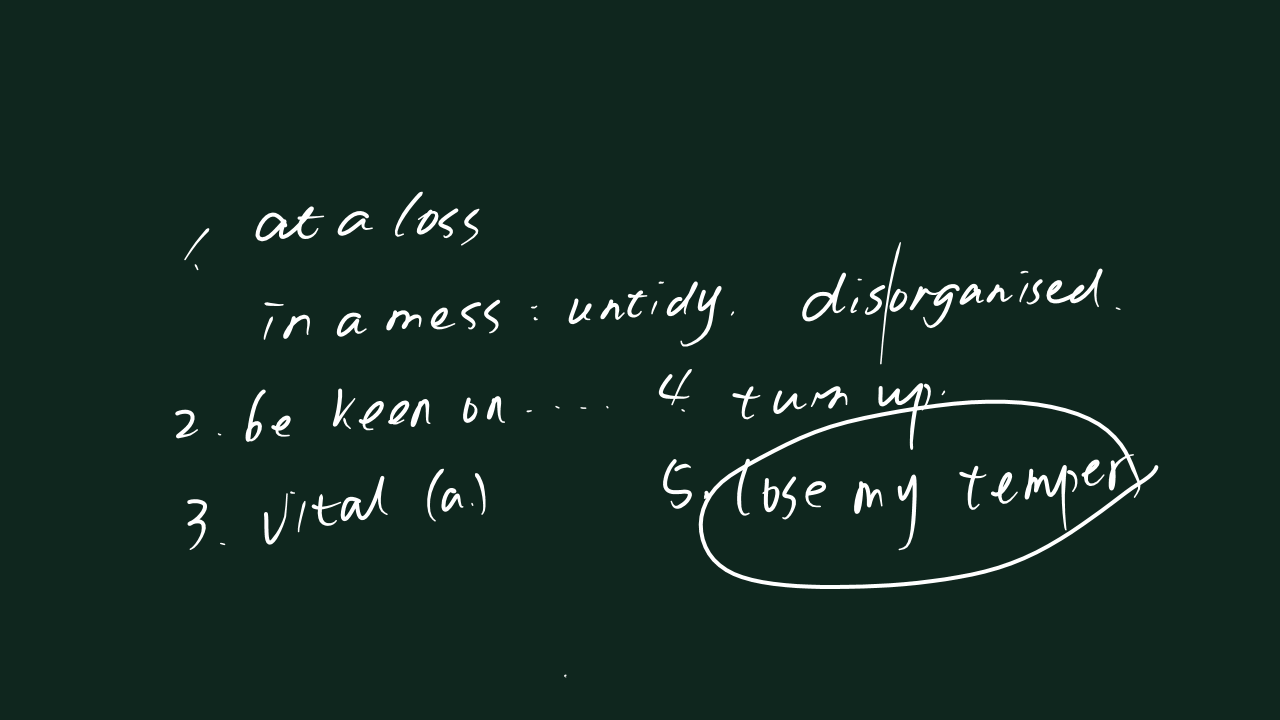 1. at a loss
in a mess : untidy. disorganised.
2. be keen on ..... 4. turn up.
3. vital (a.) 5. lose my temper